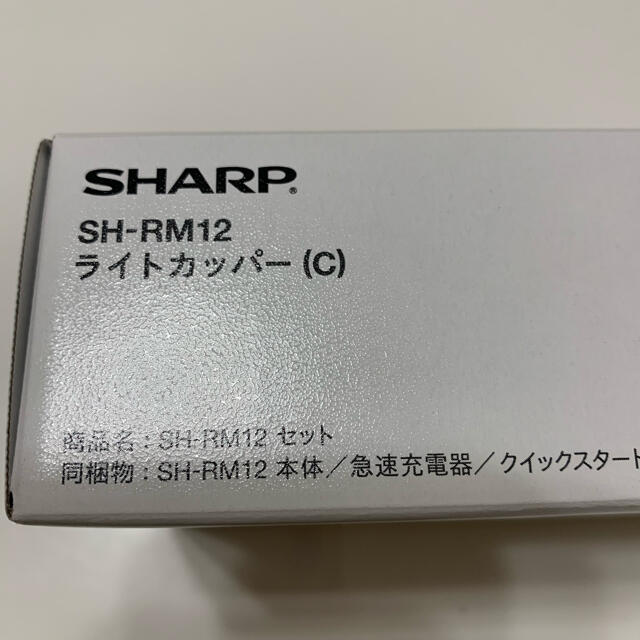 SHARP®
SH-RM12
ライトカッパー (C)
商品名：SH-RM12 セット
同梱物：SH-RM12 本体／急速充電器／クイックスタート